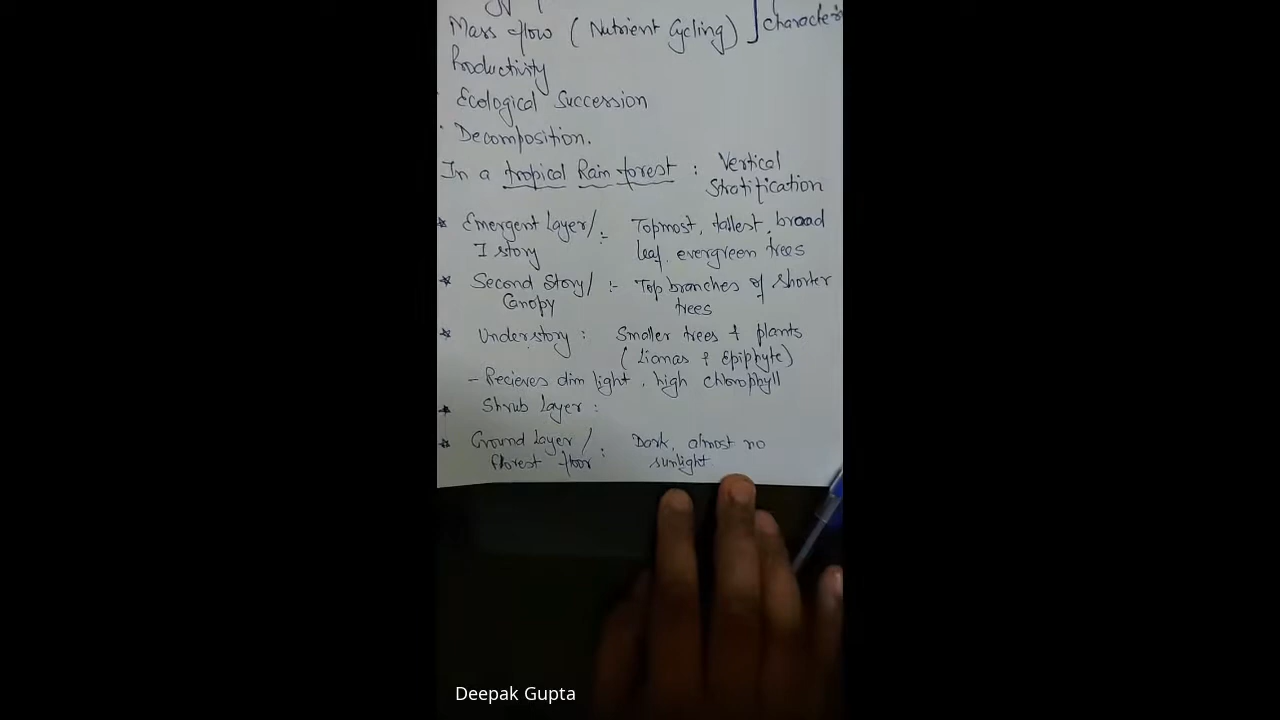 Mass flow ( Nutrient Cycling)
Productivity
Ecological Succession
Decomposition.
In a tropical Rain forest : Vertical
Stratification
Emergent Layer/ :- Topmost, tallest, broad
I story leaf, evergreen trees
Second Story/ :- Top branches of shorter
Canopy trees
Understory : Smaller trees & plants
( Lianas & Epiphyte)
- Recieves dim light, high chlorophyll
Shrub Layer :
Ground Layer / : Dark, almost no
florest floor sunlight
Deepak Gupta